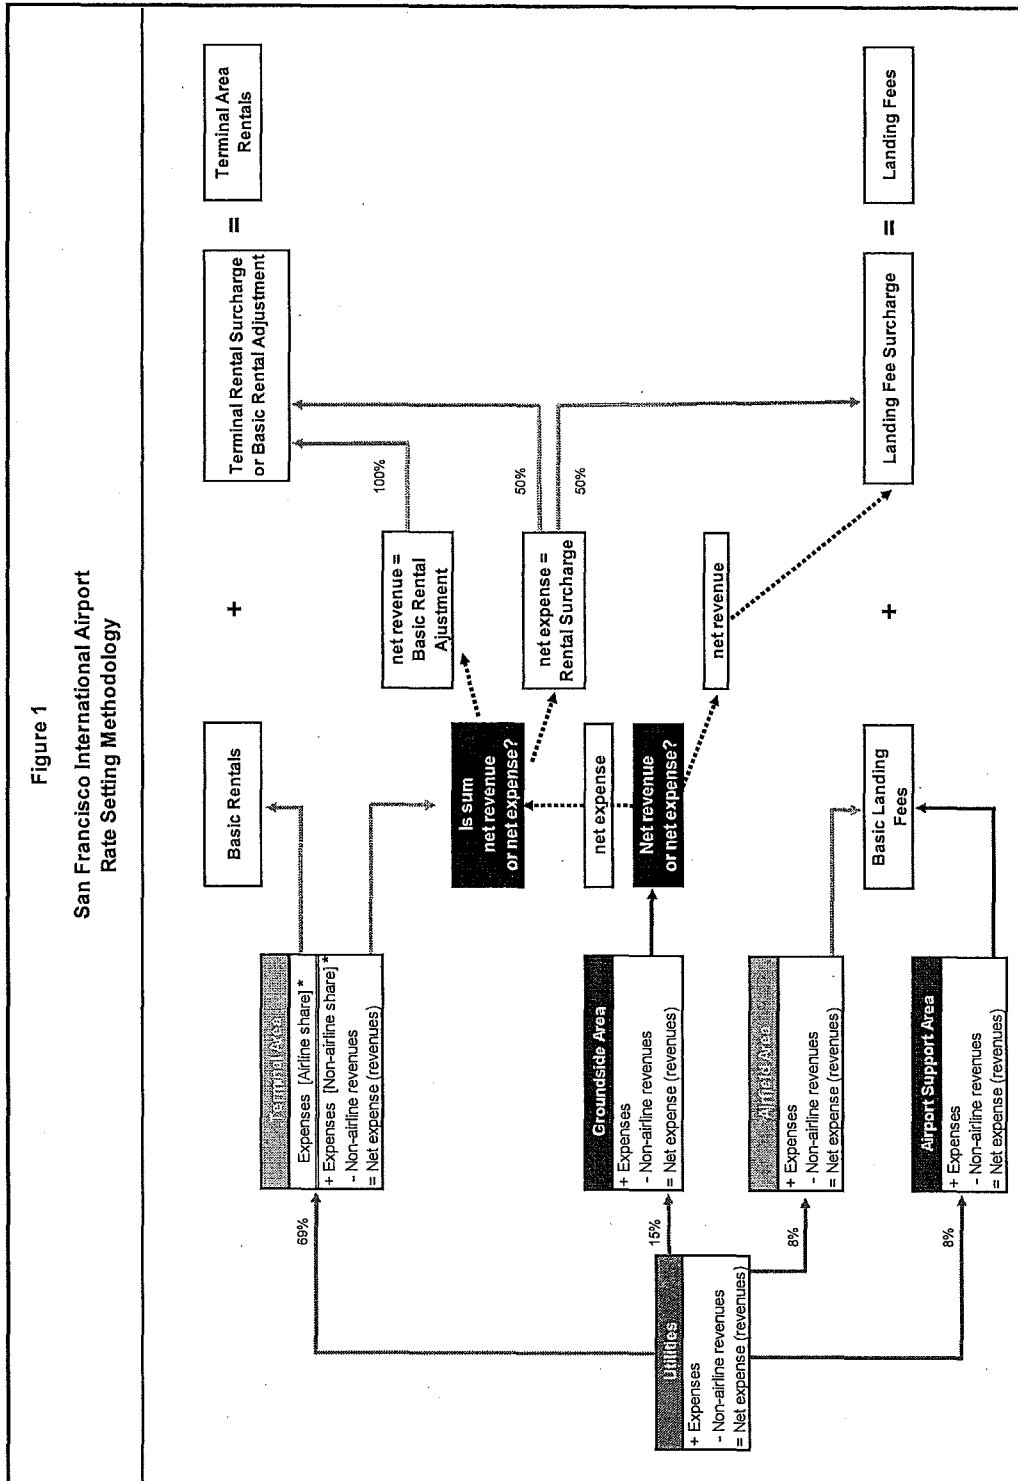 Figure 1
San Francisco International Airport
Rate Setting Methodology
Utilities
+ Expenses
- Non-airline revenues
= Net expense (revenues)
69%
15%
8%
8%
Terminal Area
Expenses [Airline share] *
+ Expenses [Non-airline share] *
- Non-airline revenues
= Net expense (revenues)
Groundside Area
+ Expenses
- Non-airline revenues
= Net expense (revenues)
Airfield Area
+ Expenses
- Non-airline revenues
= Net expense (revenues)
Airport Support Area
+ Expenses
- Non-airline revenues
= Net expense (revenues)
Basic Rentals
Is sum
net revenue
or net expense?
net expense
Net revenue
or net expense?
Basic Landing
Fees
+
net revenue =
Basic Rental
Ajustment
net expense =
Rental Surcharge
net revenue
+
100%
50%
50%
Terminal Rental Surcharge
or Basic Rental Adjustment
Landing Fee Surcharge
=
=
Terminal Area
Rentals
Landing Fees